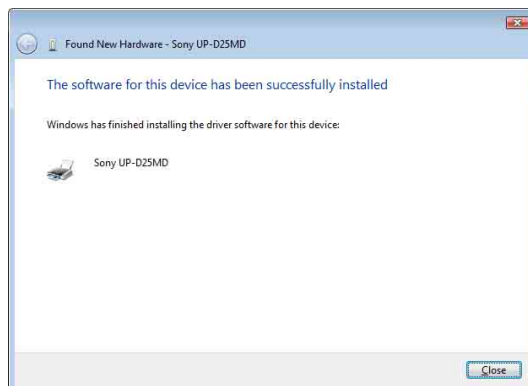 Found New Hardware - Sony UP-D25MD
The software for this device has been successfully installed
Windows has finished installing the driver software for this device:
Sony UP-D25MD
Close